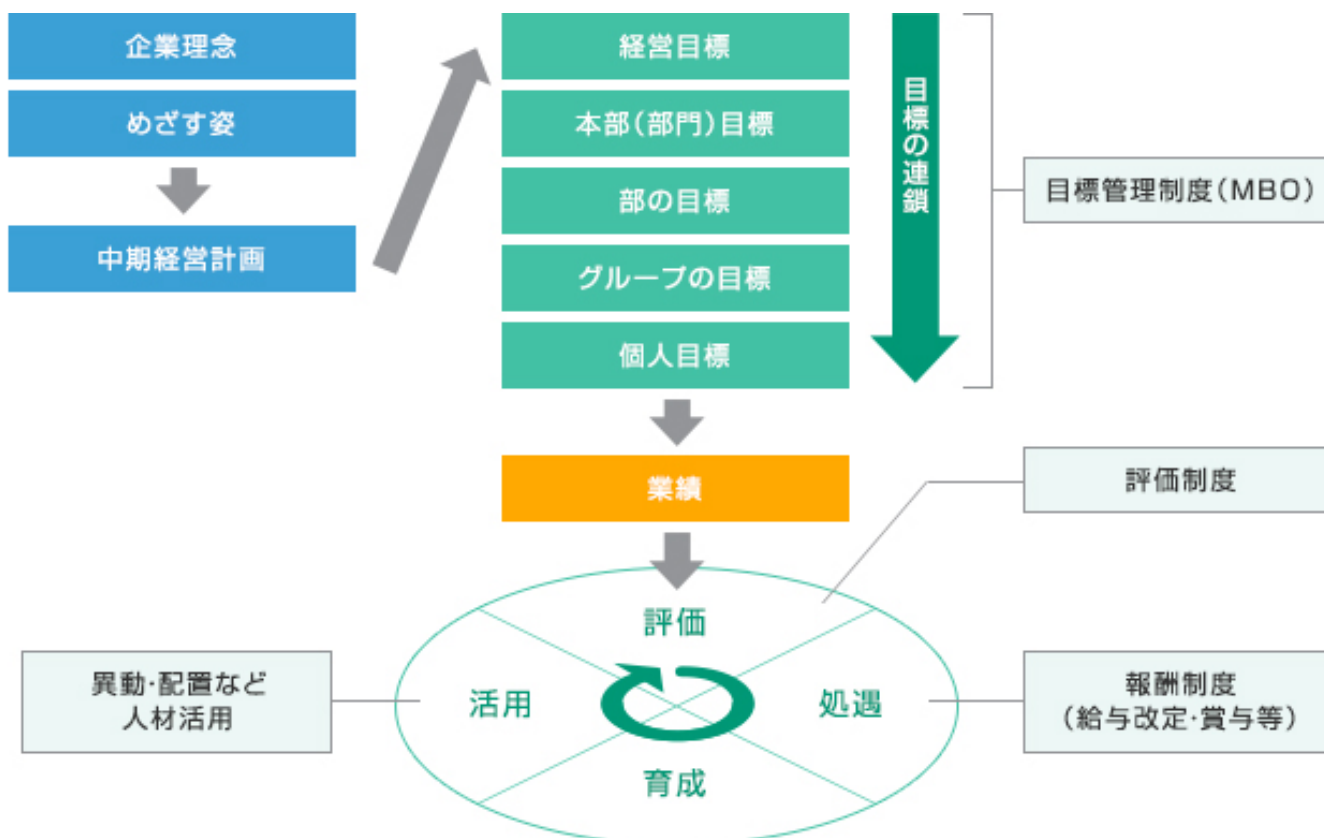 企業理念
めざす姿
中期経営計画
経営目標
本部(部門)目標
部の目標
グループの目標
個人目標
目標の連鎖
目標管理制度(MBO)
業績
評価制度
評価
活用
処遇
育成
異動・配置など
人材活用
報酬制度
(給与改定・賞与等)